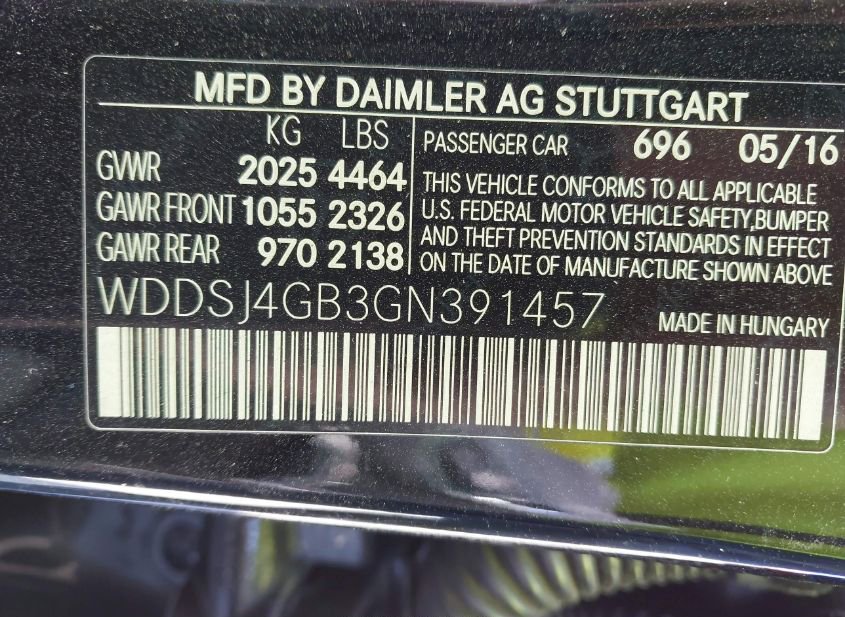 MFD BY DAIMLER AG STUTTGART
KG LBS
GVWR 2025 4464
GAWR FRONT 1055 2326
GAWR REAR 970 2138
PASSENGER CAR 696 05/16
THIS VEHICLE CONFORMS TO ALL APPLICABLE
U.S. FEDERAL MOTOR VEHICLE SAFETY,BUMPER
AND THEFT PREVENTION STANDARDS IN EFFECT
ON THE DATE OF MANUFACTURE SHOWN ABOVE
WDDSJ4GB3GN391457
MADE IN HUNGARY